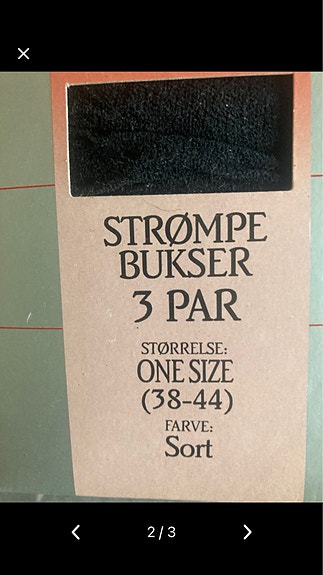 STRØMPE
BUKSER
3 PAR
STØRRELSE:
ONE SIZE
(38-44)
FARVE:
Sort
2/3